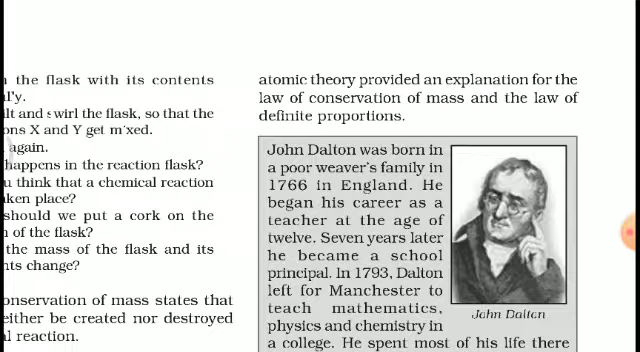 the flask with its contents
ilt and swirl the flask, so that the
ons X and Y get mixed.
again.
happens in the reaction flask?
u think that a chemical reaction
aken place?
should we put a cork on the
of the flask?
the mass of the flask and its
nts change?
onservation of mass states that
either be created nor destroyed
al reaction.
atomic theory provided an explanation for the
law of conservation of mass and the law of
definite proportions.
John Dalton was born in
a poor weaver's family in
1766 in England. He
began his career as a
teacher at the age of
twelve. Seven years later
he became a school
principal. In 1793, Dalton
left for Manchester to
teach mathematics,
physics and chemistry in
a college. He spent most of his life there
John Dalton